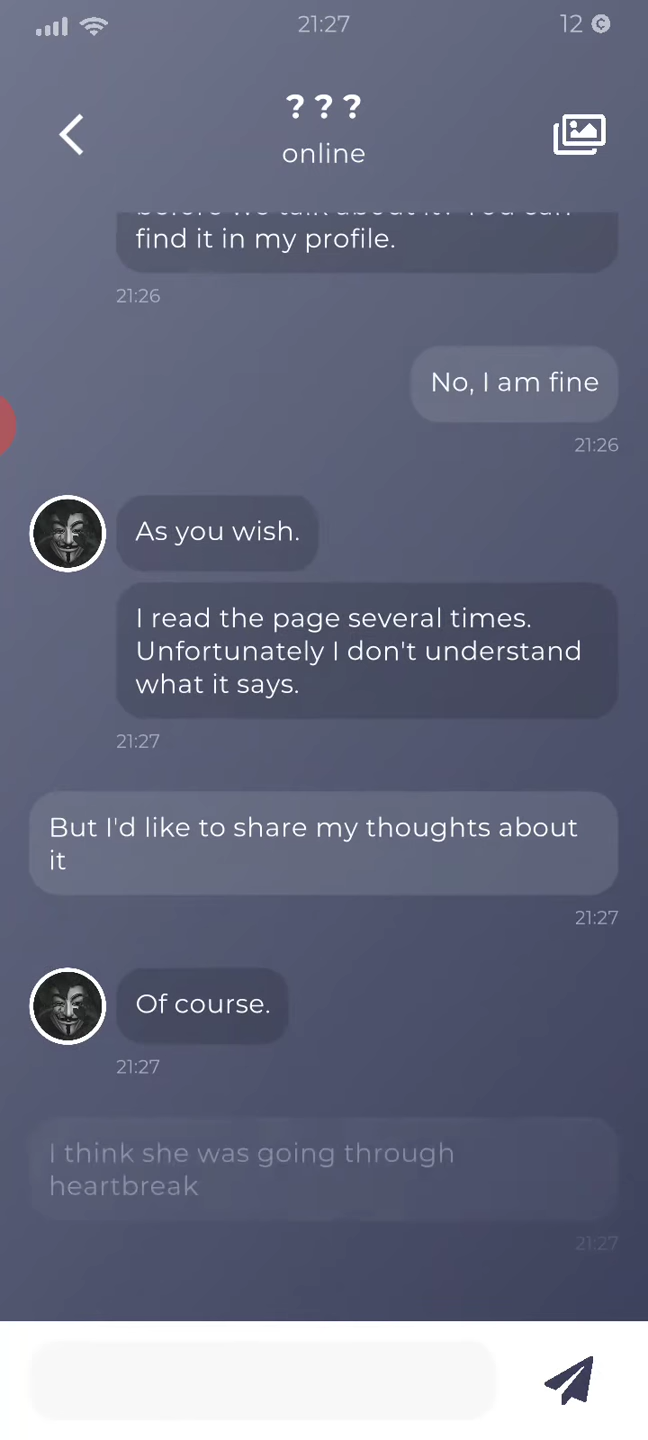 21:27
12
? ? ?
online
find it in my profile.
21:26
No, I am fine
21:26
As you wish.
I read the page several times.
Unfortunately I don't understand
what it says.
21:27
But I'd like to share my thoughts about
it
21:27
Of course.
21:27
I think she was going through
heartbreak
21:27